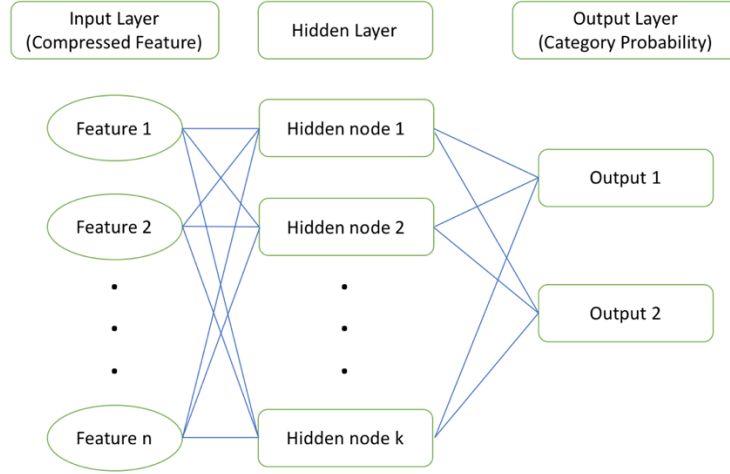 Input Layer
(Compressed Feature)
Hidden Layer
Output Layer
(Category Probability)
Feature 1
Hidden node 1
Output 1
Feature 2
Hidden node 2
Output 2
Feature n
Hidden node k